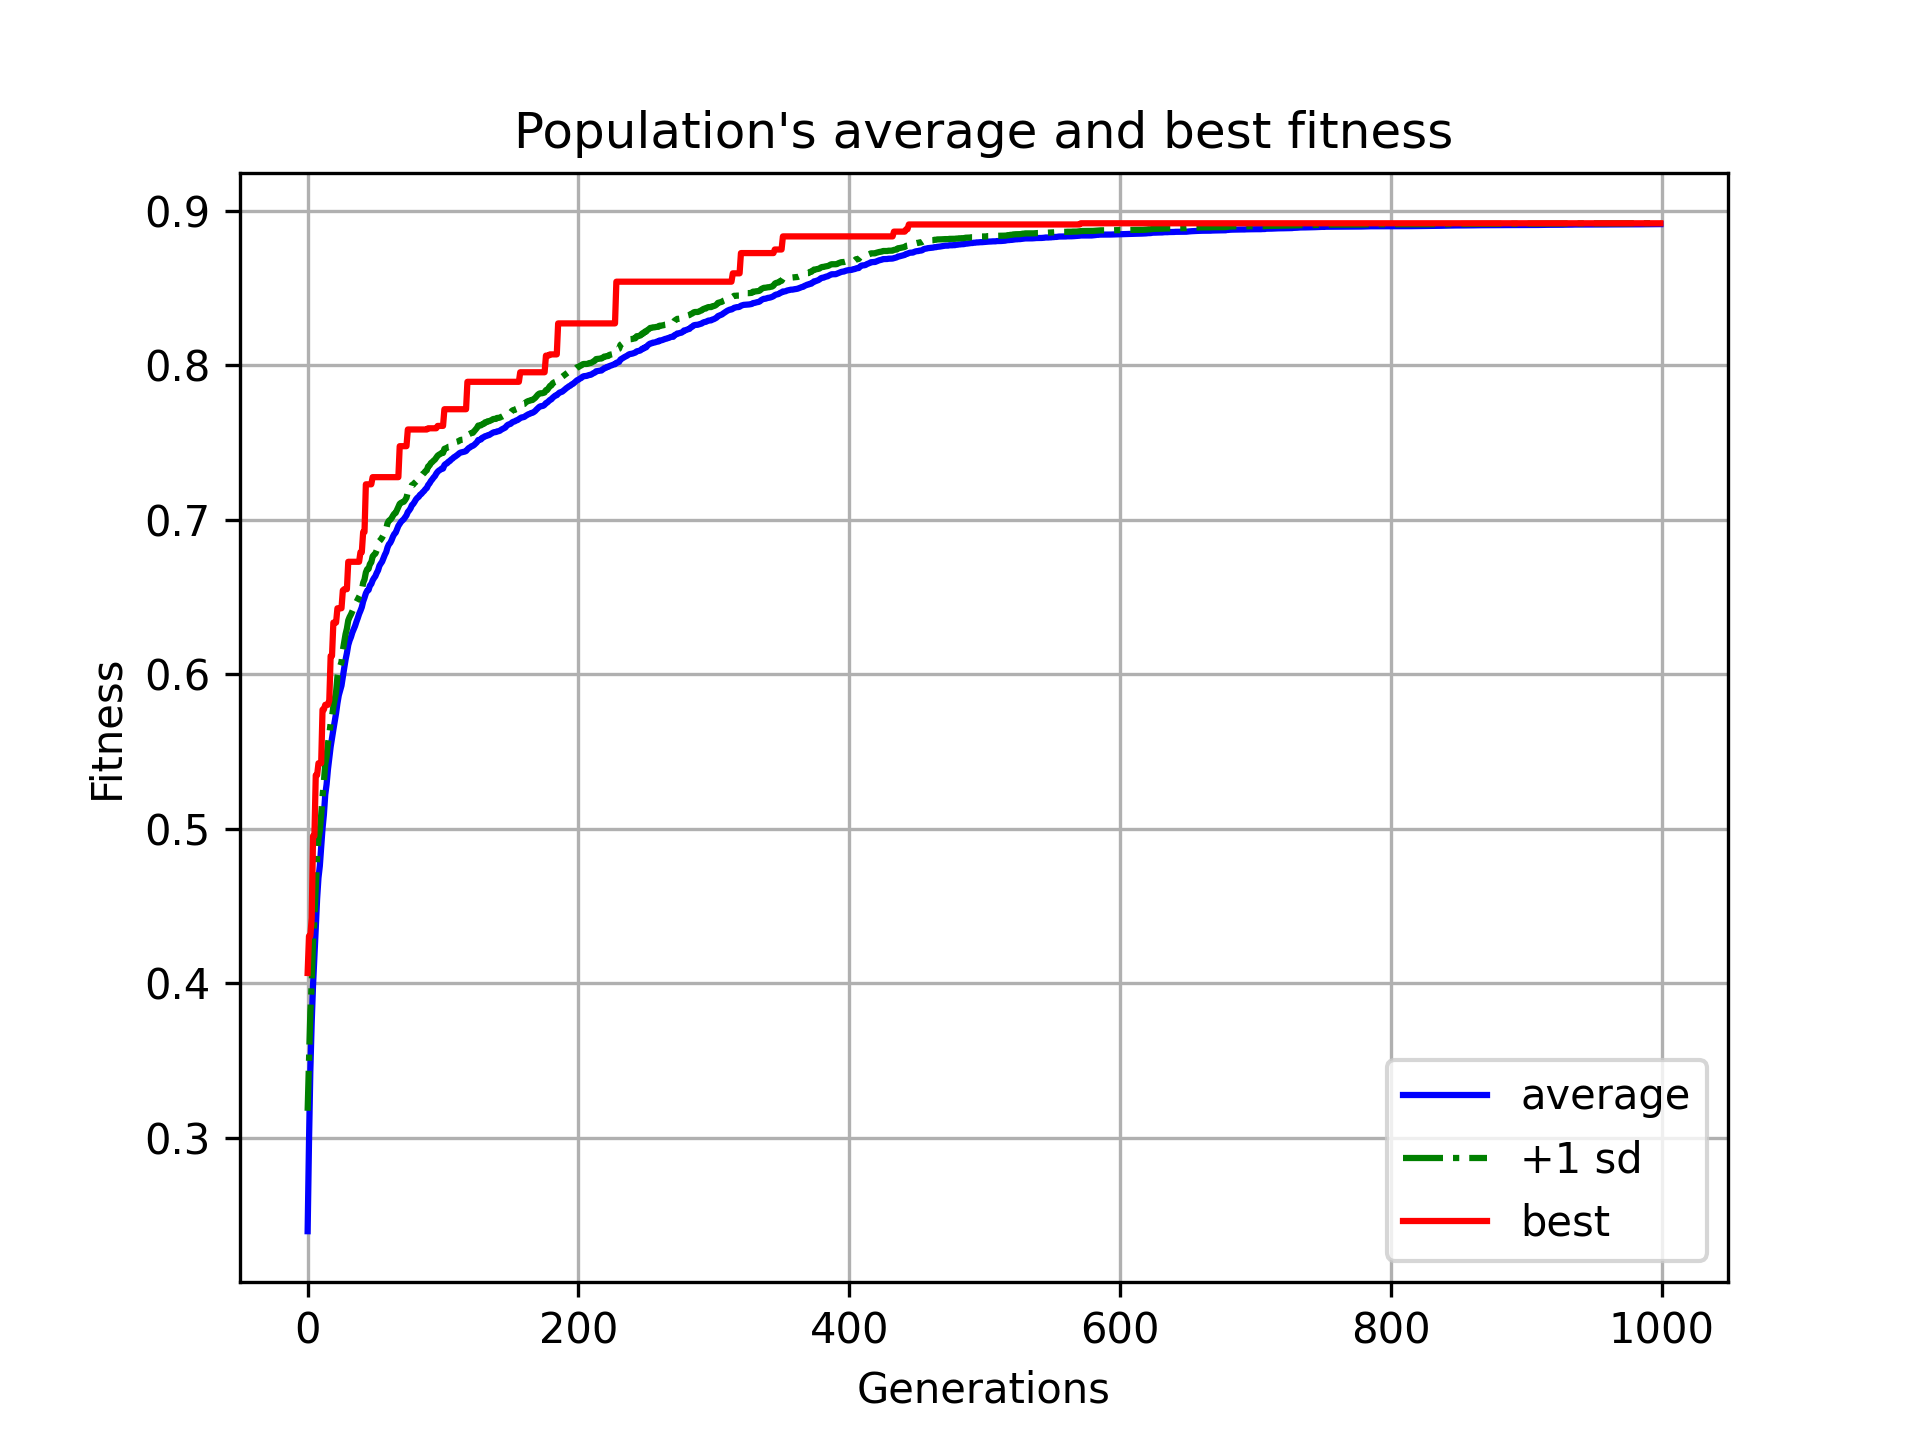 Population's average and best fitness
0.9
0.8
0.7
0.6
0.5
0.4
0.3
Fitness
average
+1 sd
best
0 200 400 600 800 1000
Generations